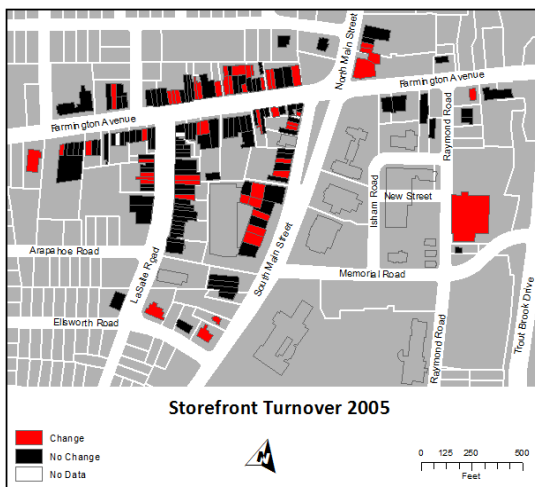 North Main Street
Farmington Avenue
Farmington Avenue
Raymond Road
Isham Road
New Street
Arapahoe Road
LaSalle Road
South Main Street
Memorial Road
Ellsworth Road
Raymond Road
Trout Brook Drive
Storefront Turnover 2005
Change
No Change
No Data
N
0 125 250 500
Feet